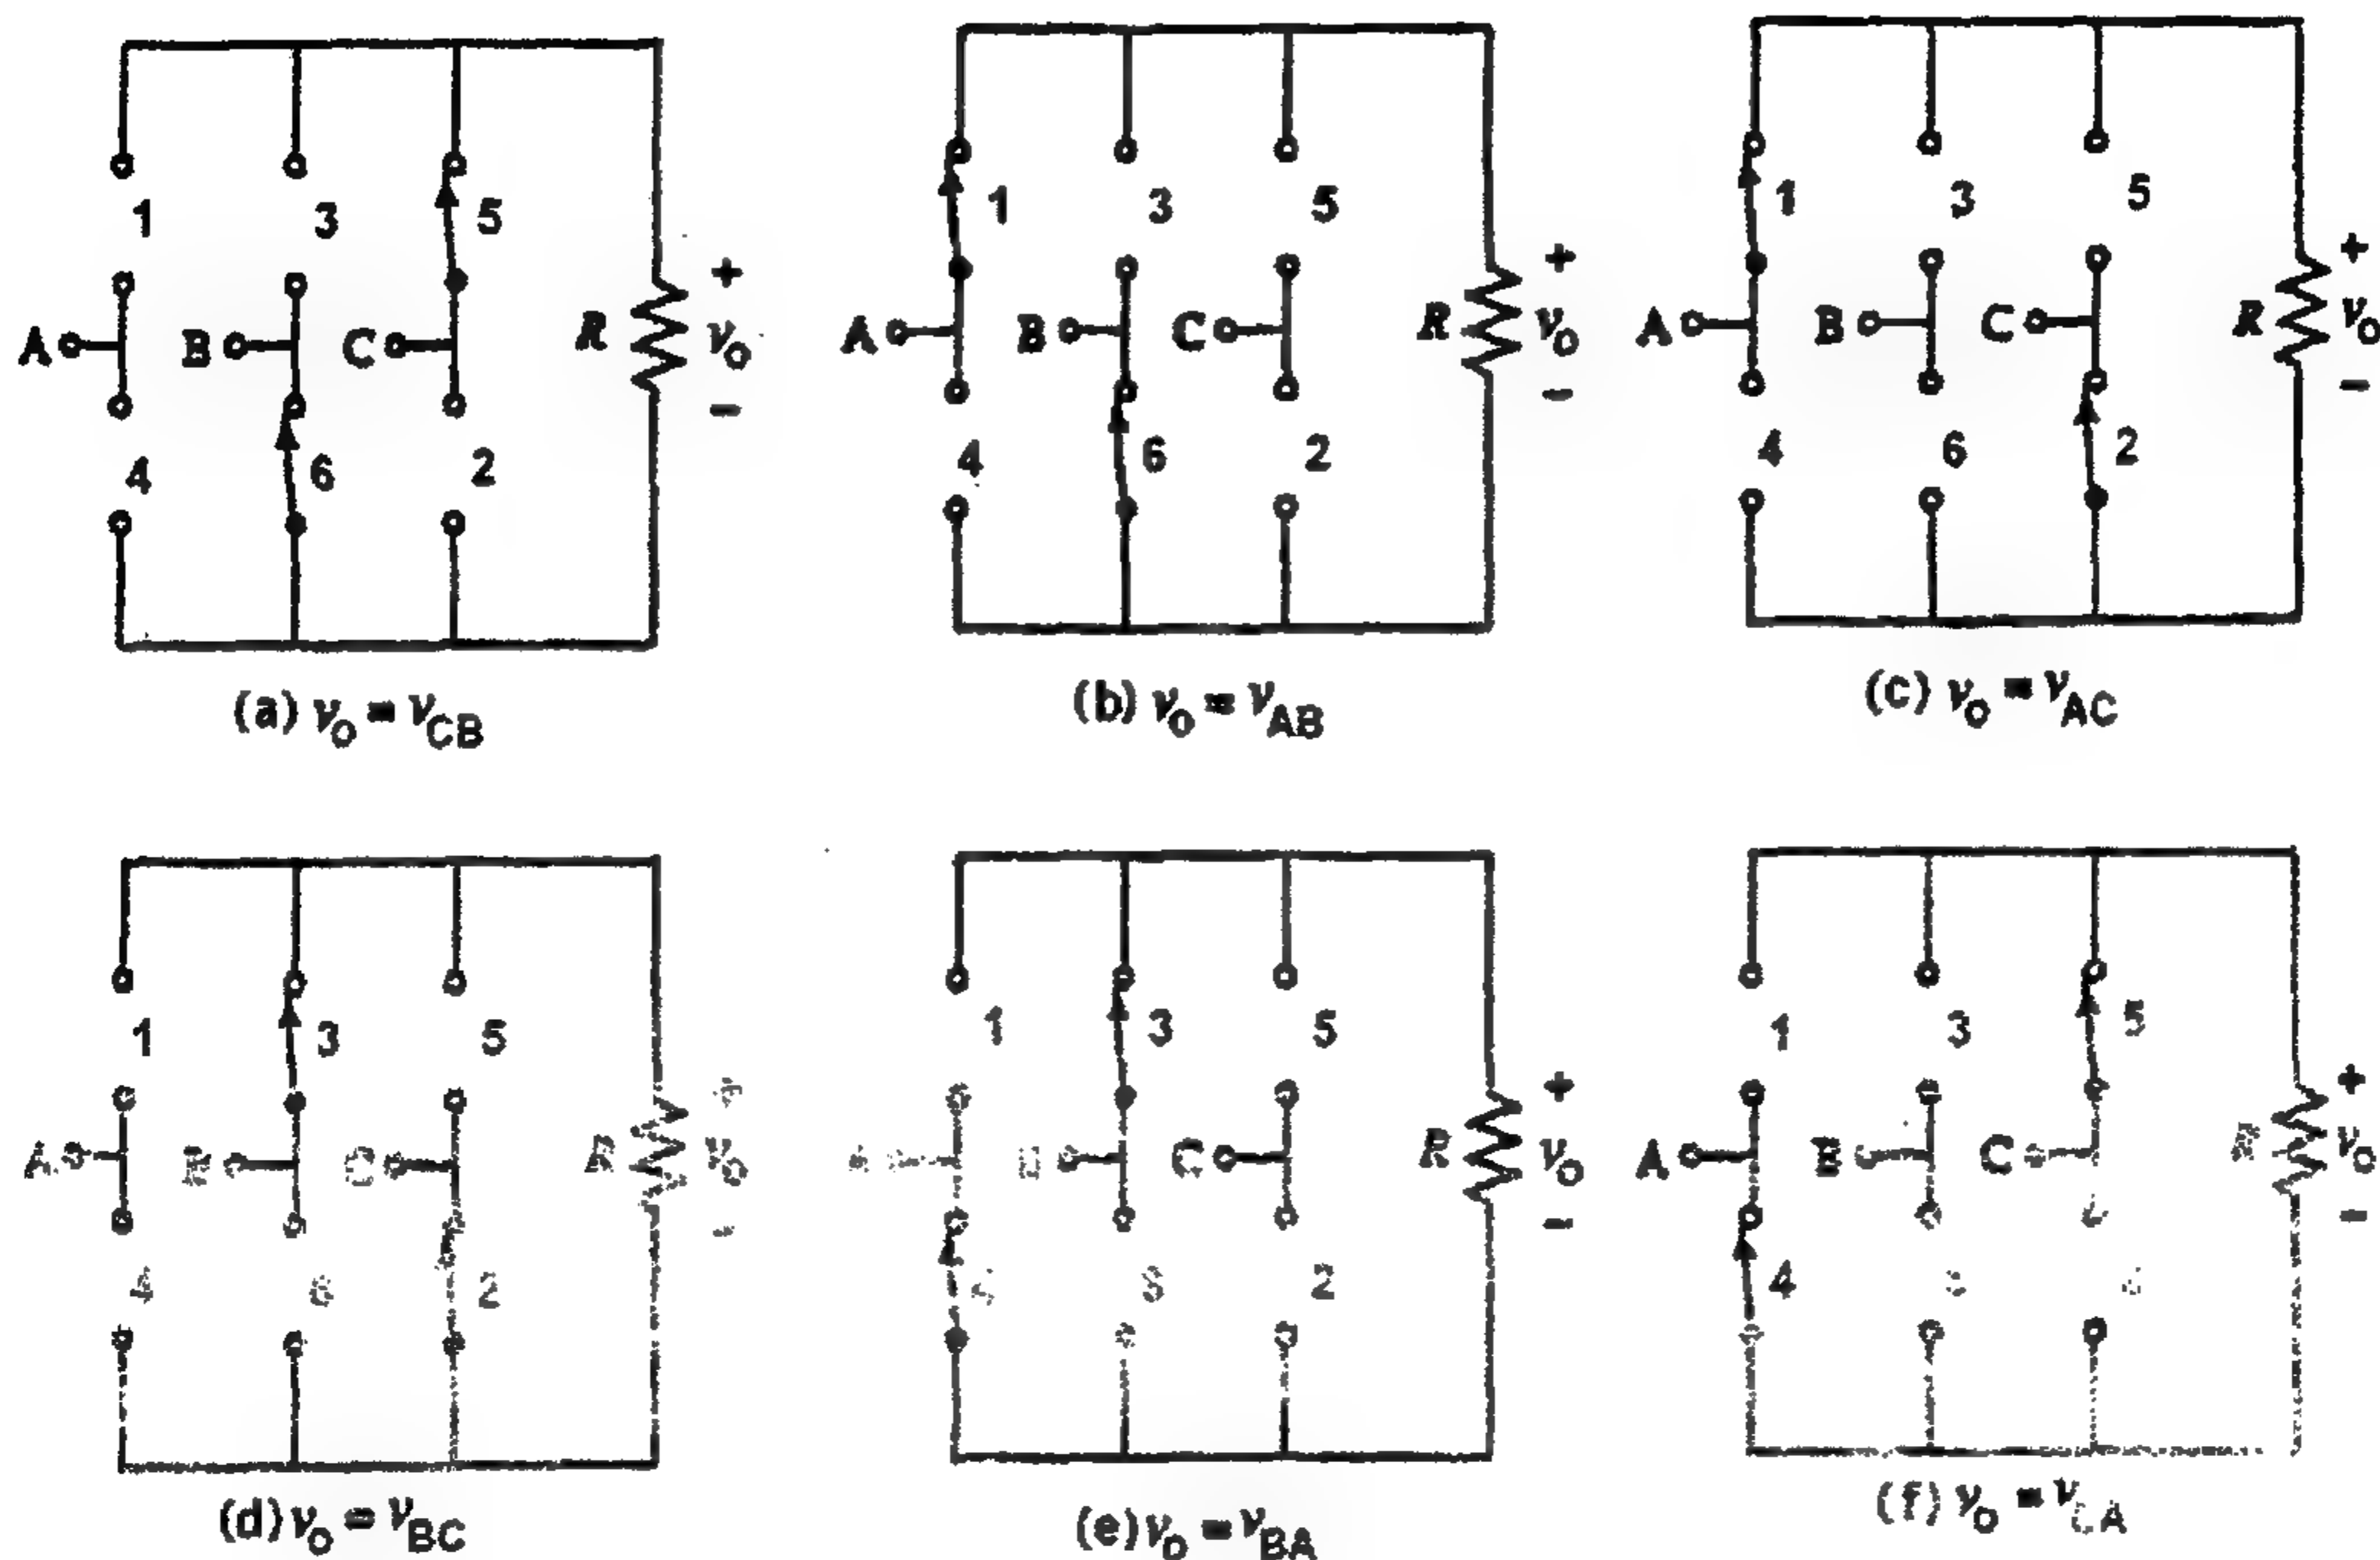 1 3 5
A B C R + v_O −
4 6 2
(a) v_O = v_CB
1 3 5
A B C R + v_O −
4 6 2
(b) v_O = v_AB
1 3 5
A B C R + v_O −
4 6 2
(c) v_O = v_AC
1 3 5
A + v_O −
4 2
(d) v_O = v_BC
1 3 5
C R + v_O −
2
(e) v_O = v_BA
1 3 5
A B C + v_O −
4
(f) v_O =